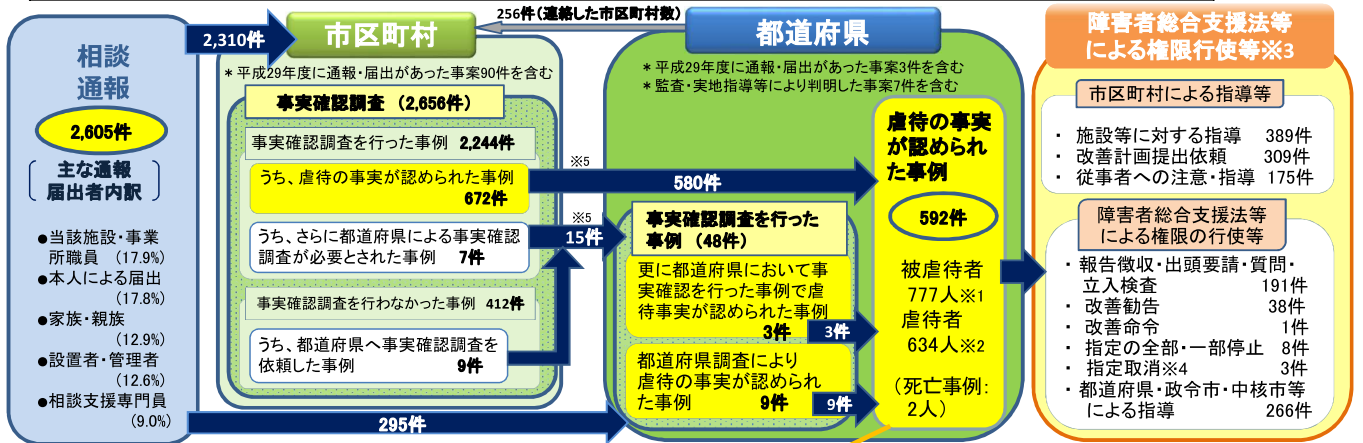 相談
通報
2,605件
主な通報
届出者内訳
●当該施設・事業
所職員 (17.9%)
●本人による届出
(17.8%)
●家族・親族
(12.9%)
●設置者・管理者
(12.6%)
●相談支援専門員
(9.0%)
2,310件
295件
市区町村
256件(連絡した市区町村数)
*平成29年度に通報・届出があった事案90件を含む
事実確認調査 (2,656件)
事実確認調査を行った事例 2,244件
うち、虐待の事実が認められた事例
672件
うち、さらに都道府県による事実確認
調査が必要とされた事例 7件
事実確認調査を行わなかった事例 412件
うち、都道府県へ事実確認調査を
依頼した事例 9件
※5
580件
※5
15件
都道府県
*平成29年度に通報・届出があった事案3件を含む
*監査・実地指導等により判明した事案7件を含む
事実確認調査を行った
事例 (48件)
更に都道府県において事
実確認を行った事例で虐
待事実が認められた事例
3件
3件
都道府県調査により
虐待の事実が認められ
た事例
9件
9件
虐待の事実
が認められ
た事例
592件
被虐待者
777人※1
虐待者
634人※2
(死亡事例:
2人)
障害者総合支援法等
による権限行使等※3
市区町村による指導等
・ 施設等に対する指導 389件
・ 改善計画提出依頼 309件
・ 従事者への注意・指導 175件
障害者総合支援法等
による権限の行使等
・ 報告徴収・出頭要請・質問・
立入検査 191件
・ 改善勧告 38件
・ 改善命令 1件
・ 指定の全部・一部停止 8件
・ 指定取消※4 3件
・ 都道府県・政令市・中核市等
による指導 266件